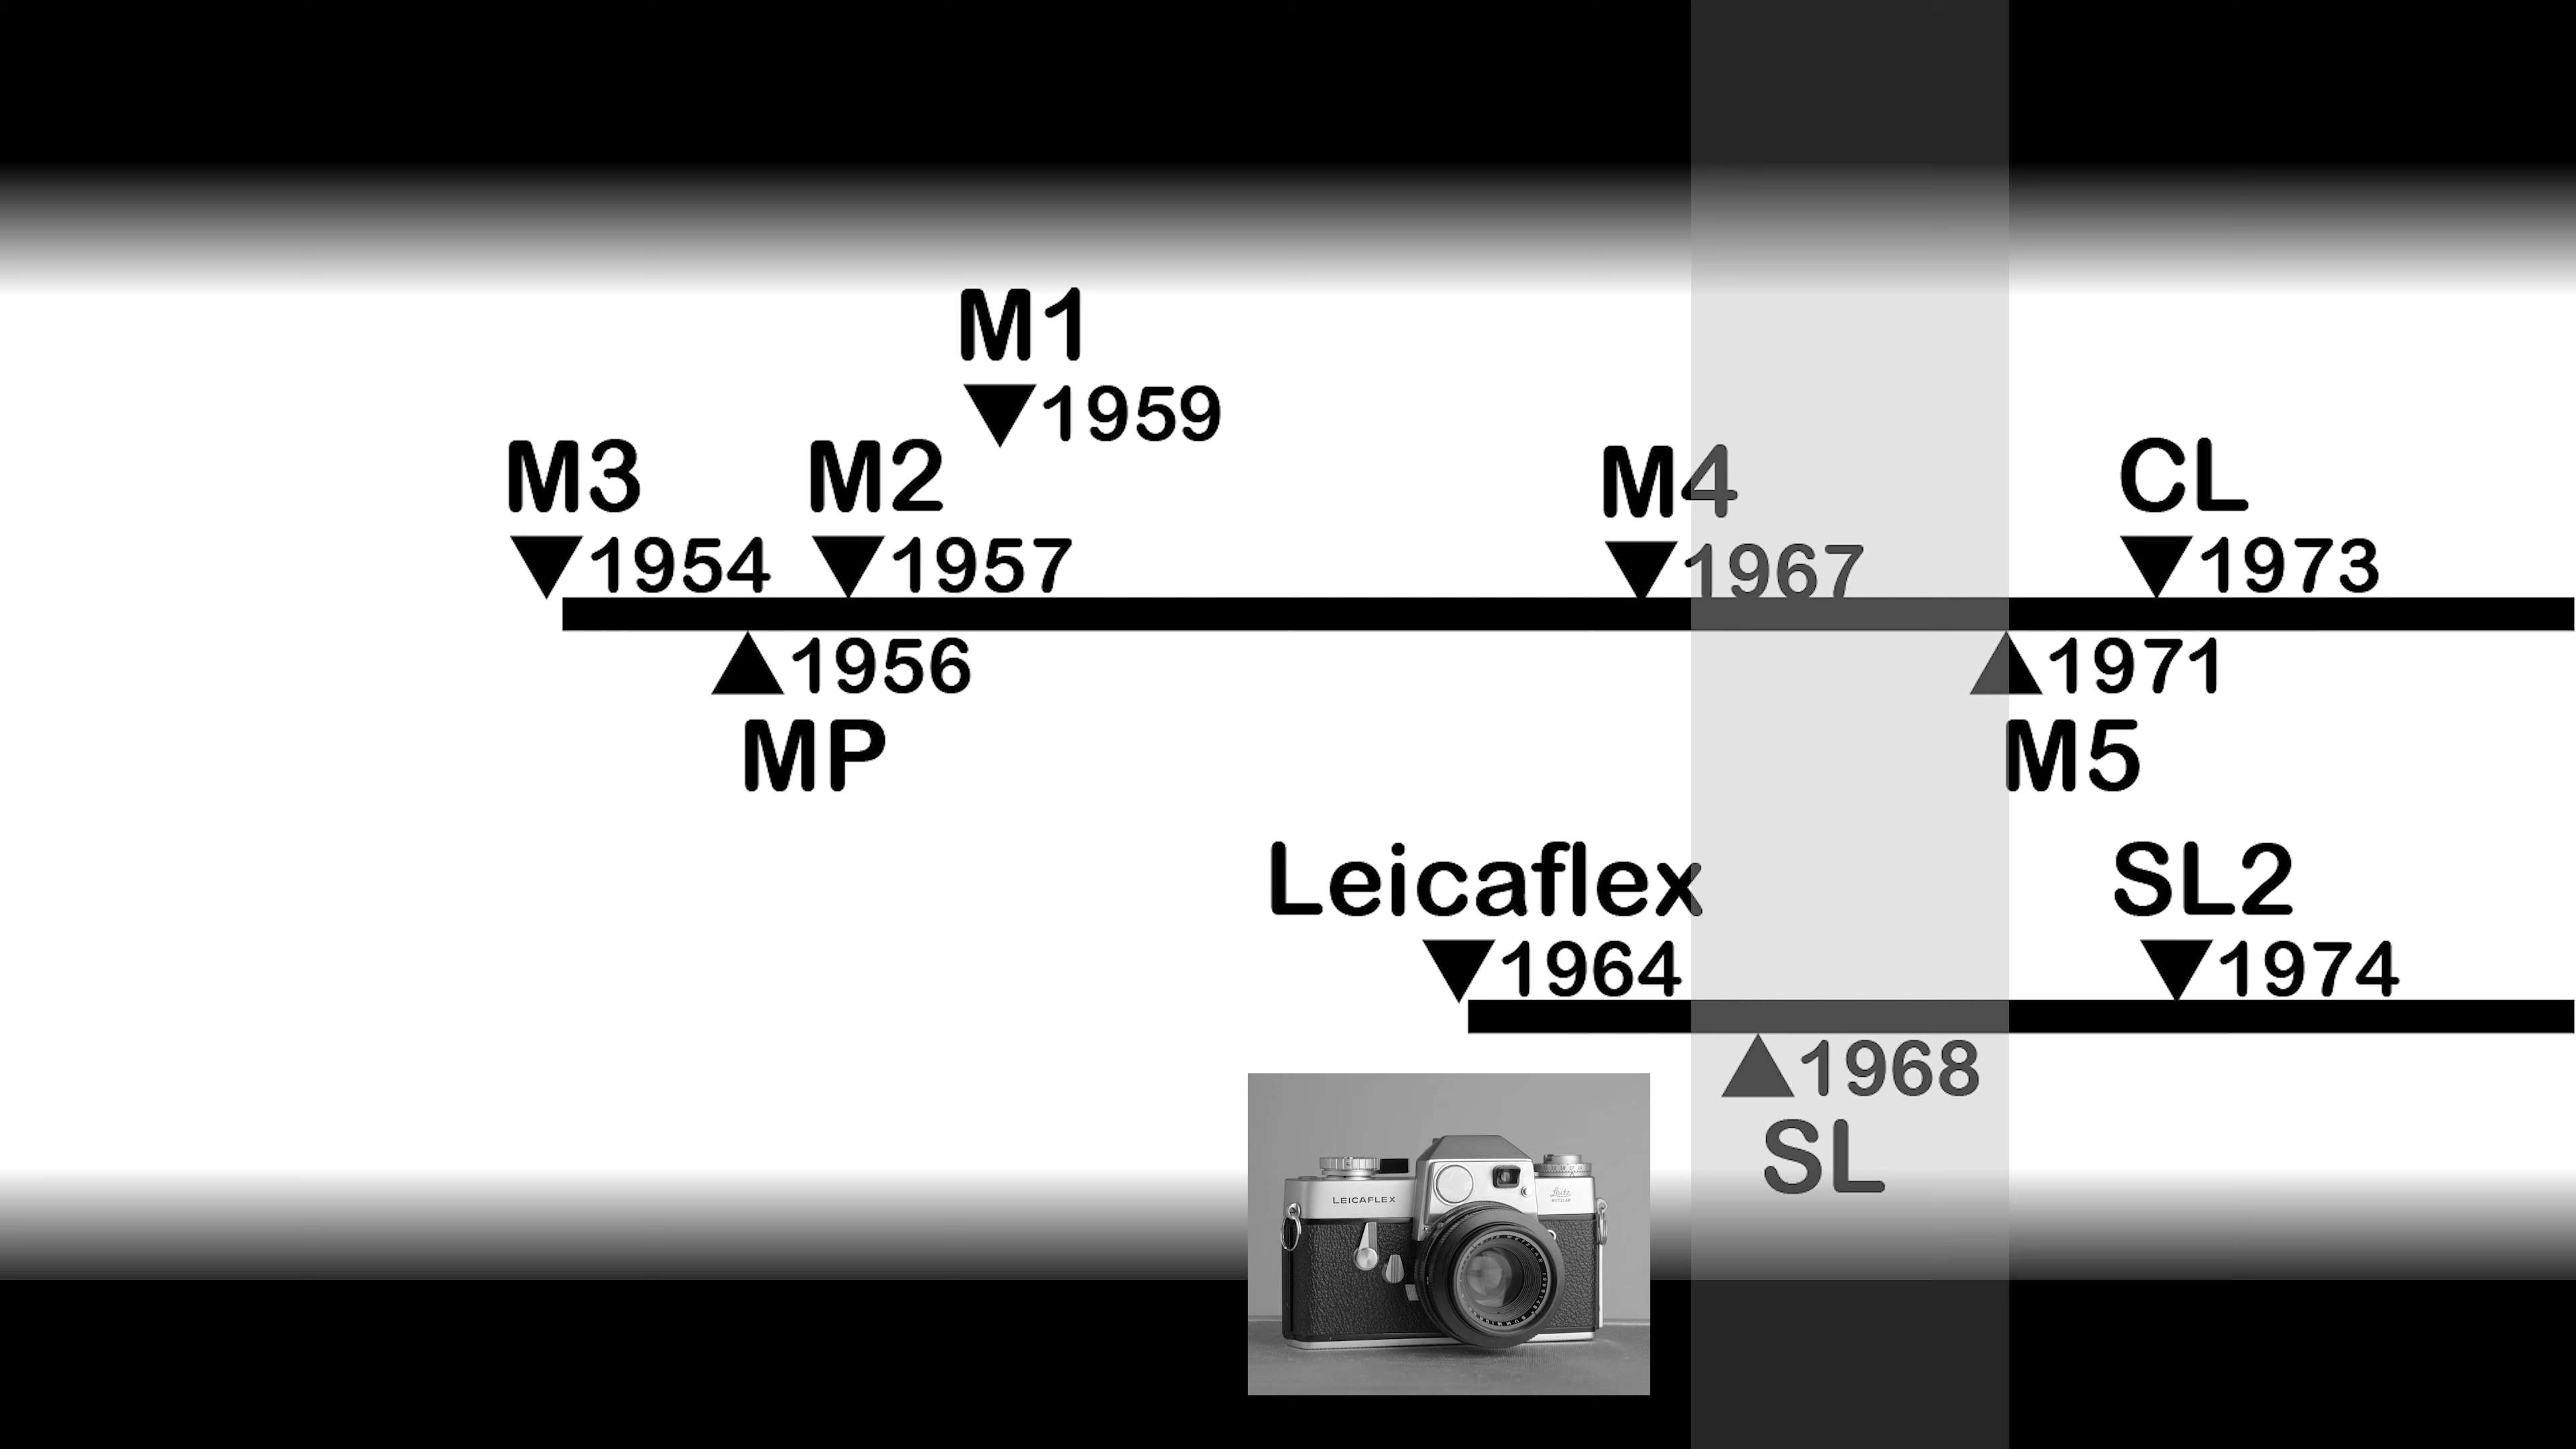 M1
1959
M3
M2
M4
CL
1954
1957
1967
1973
1956
1971
MP
M5
Leicaflex
SL2
1964
1974
1968
SL
LEICAFLEX
Leitz
WETZLAR